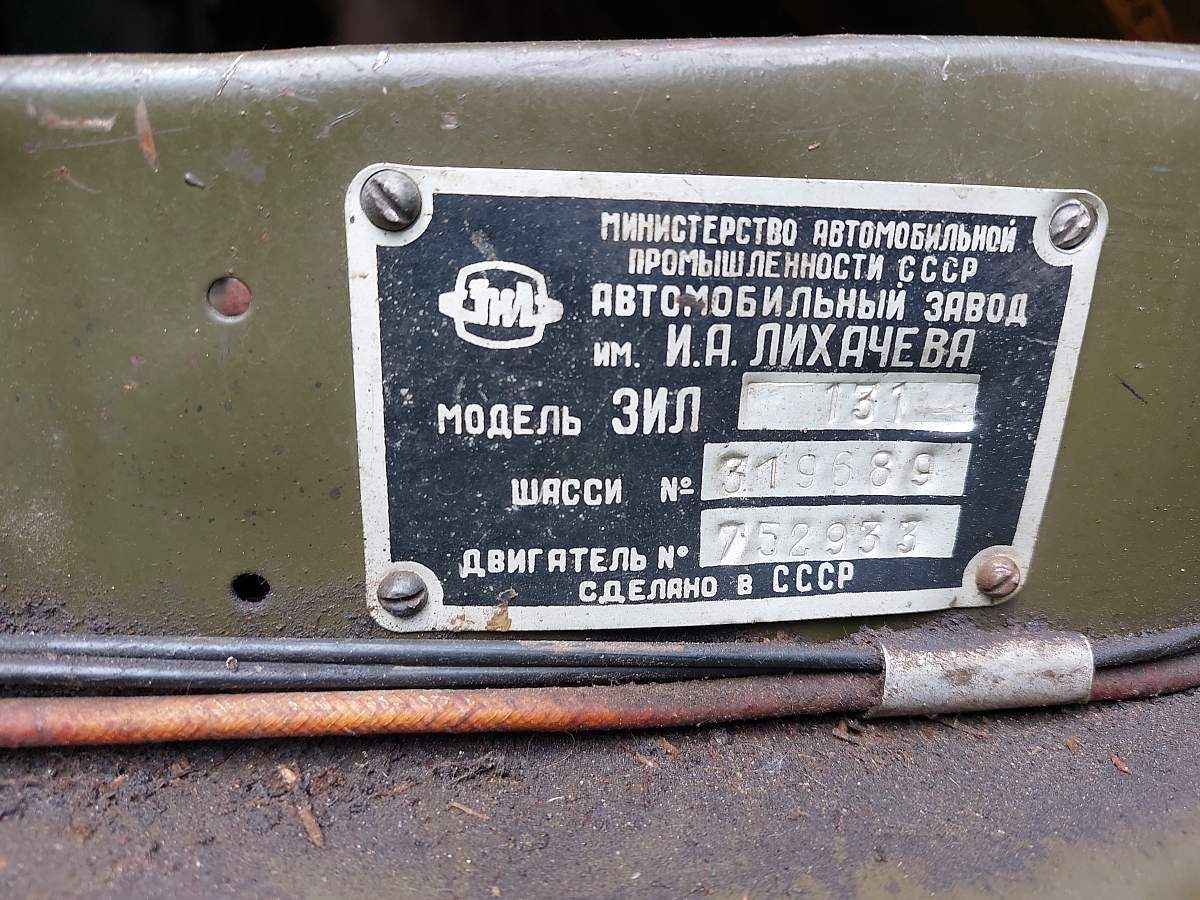 МИНИСТЕРСТВО АВТОМОБИЛЬНОЙ
ПРОМЫШЛЕННОСТИ СССР
АВТОМОБИЛЬНЫЙ ЗАВОД
ИМ. И.А. ЛИХАЧЕВА
ЗИЛ
МОДЕЛЬ ЗИЛ 131
ШАССИ № 319689
ДВИГАТЕЛЬ № 752933
СДЕЛАНО В СССР